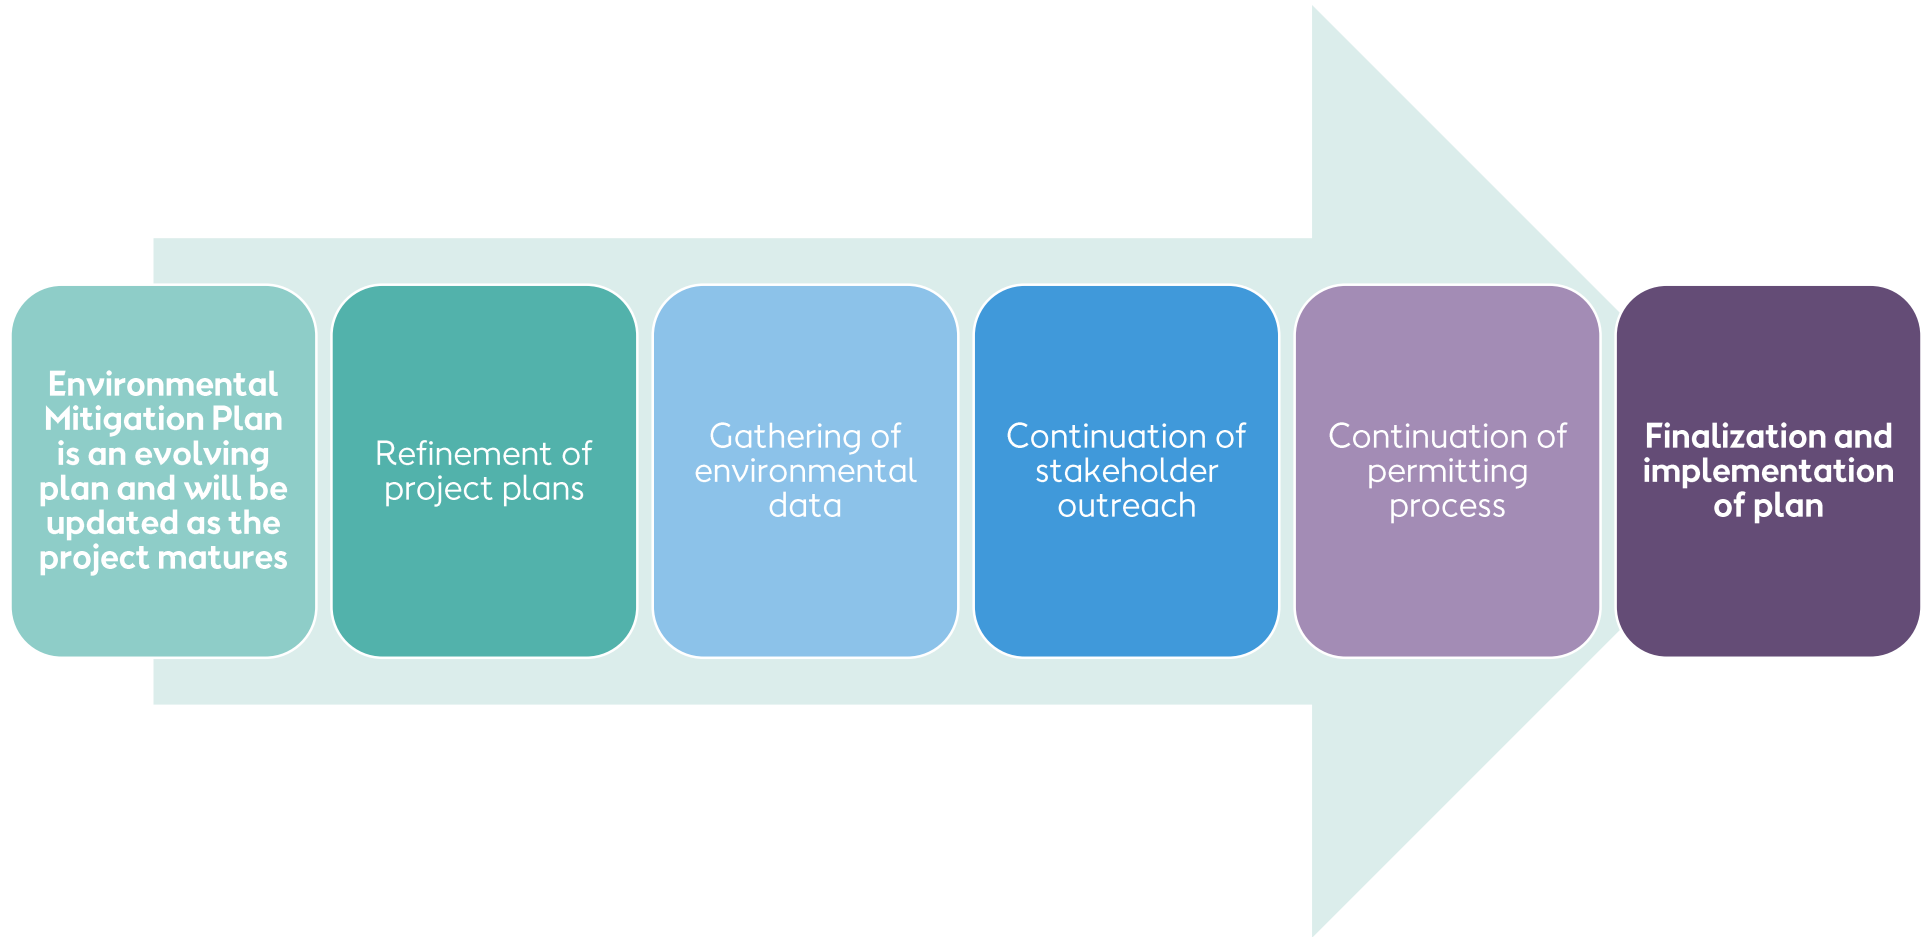 Environmental
Mitigation Plan
is an evolving
plan and will be
updated as the
project matures
Refinement of
project plans
Gathering of
environmental
data
Continuation of
stakeholder
outreach
Continuation of
permitting
process
Finalization and
implementation
of plan